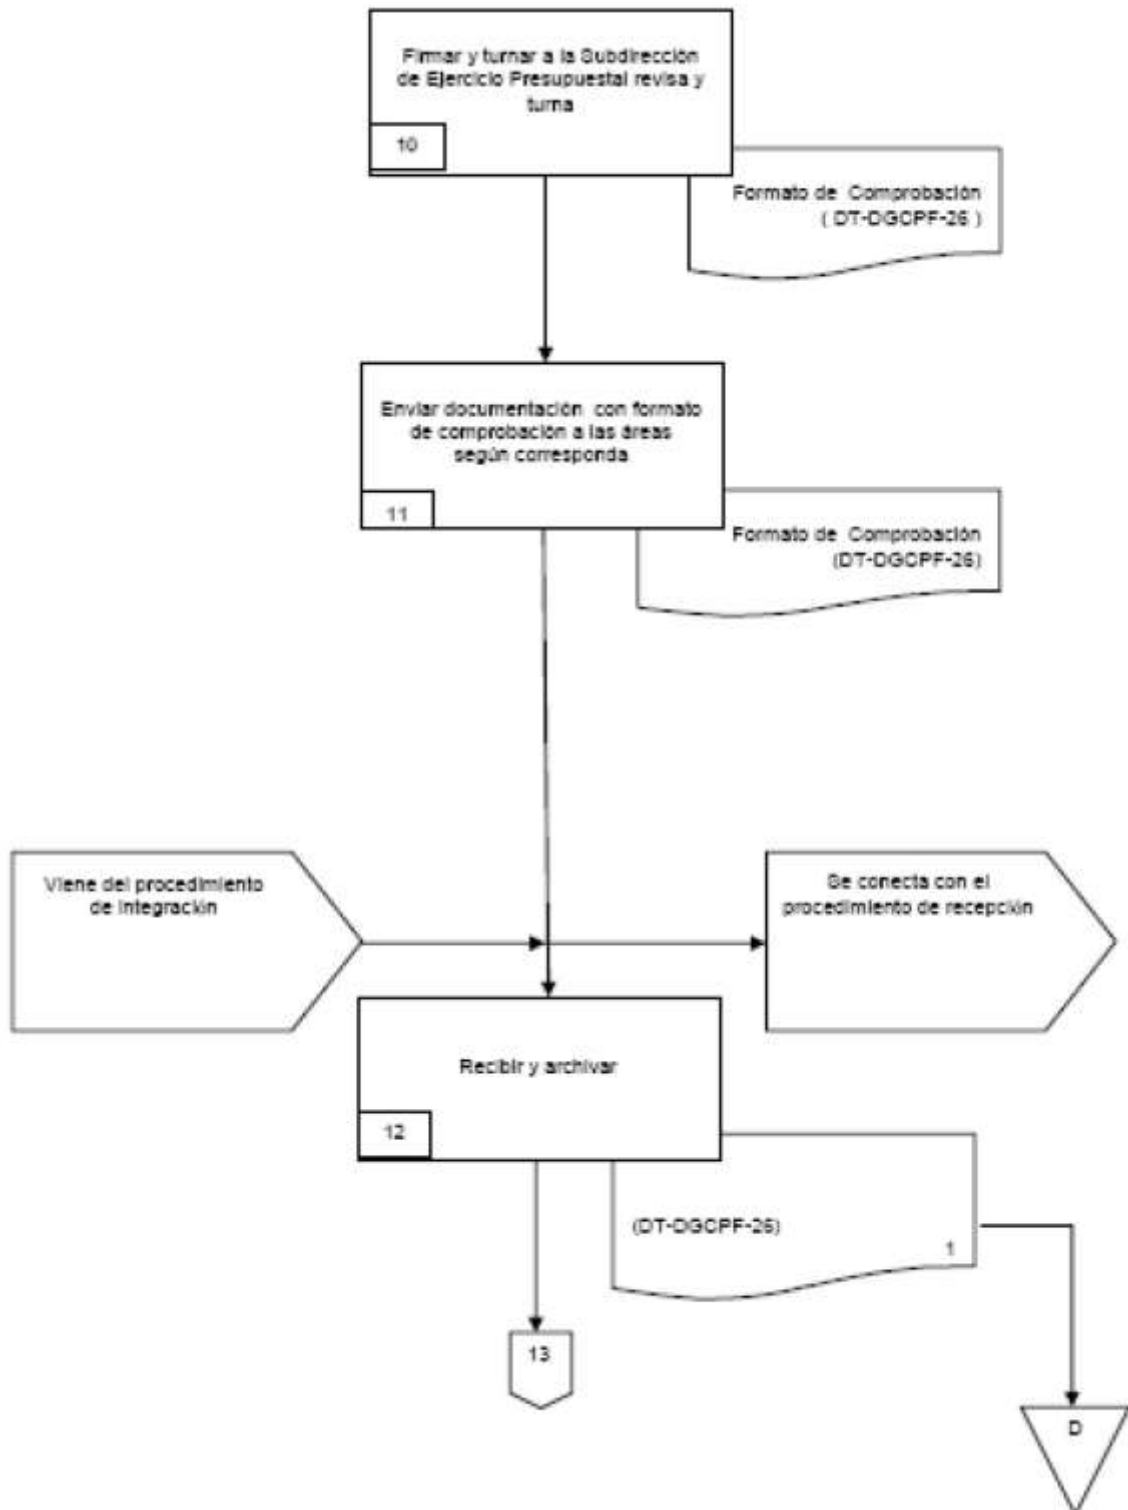 Firmar y turnar a la Subdirección
de Ejercicio Presupuestal revisa y
turna
10
Formato de Comprobación
( DT-DGCPF-26 )
Enviar documentación con formato
de comprobación a las áreas
según corresponda
11
Formato de Comprobación
(DT-DGCPF-26)
Viene del procedimiento
de integración
Se conecta con el
procedimiento de recepción
Recibir y archivar
12
(DT-DGCPF-26)
1
13
D